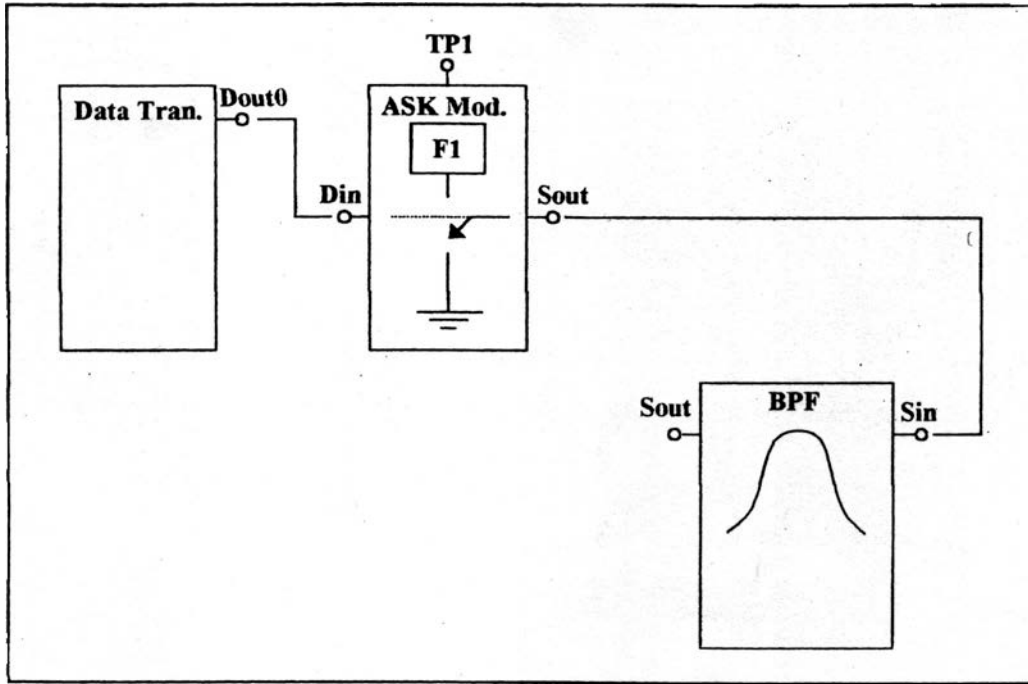 TP1
Data Tran.
Dout0
ASK Mod.
F1
Din
Sout
Sout
BPF
Sin